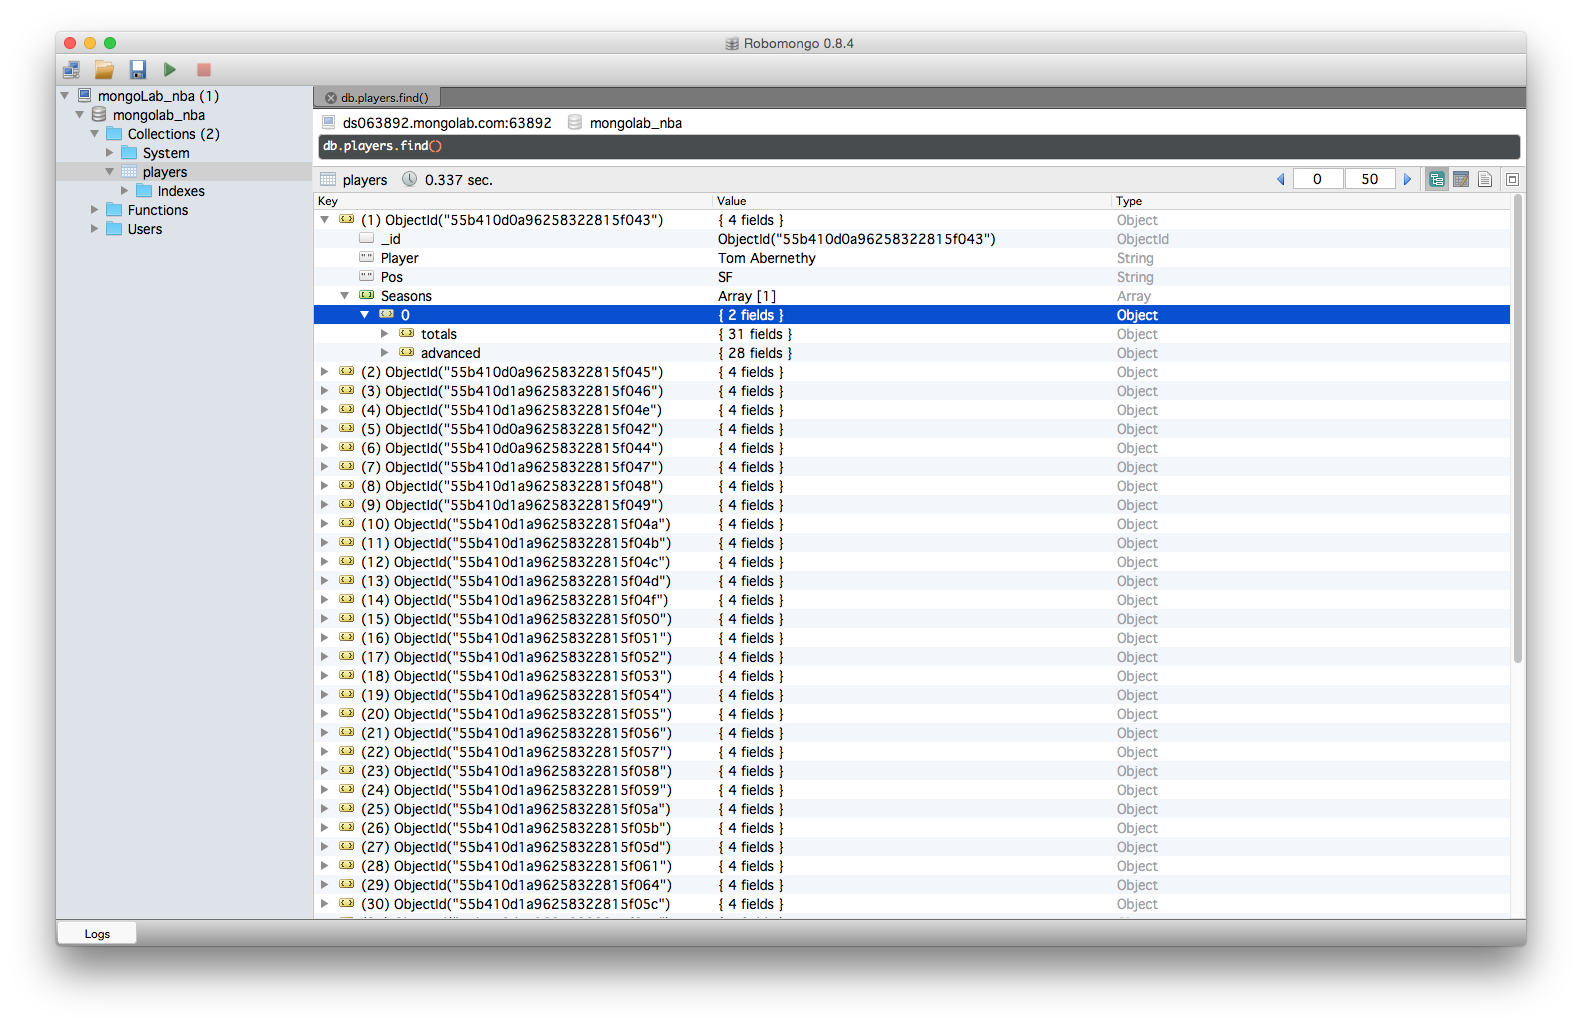 Robomongo 0.8.4
mongoLab_nba (1)
mongolab_nba
Collections (2)
System
players
Indexes
Functions
Users
db.players.find()
ds063892.mongolab.com:63892 mongolab_nba
db.players.find()
players 0.337 sec. 0 50
Key Value Type
(1) ObjectId("55b410d0a96258322815f043") { 4 fields } Object
_id ObjectId("55b410d0a96258322815f043") ObjectId
Player Tom Abernethy String
Pos SF String
Seasons Array [1] Array
0 { 2 fields } Object
totals { 31 fields } Object
advanced { 28 fields } Object
(2) ObjectId("55b410d0a96258322815f045") { 4 fields } Object
(3) ObjectId("55b410d1a96258322815f046") { 4 fields } Object
(4) ObjectId("55b410d1a96258322815f04e") { 4 fields } Object
(5) ObjectId("55b410d0a96258322815f042") { 4 fields } Object
(6) ObjectId("55b410d0a96258322815f044") { 4 fields } Object
(7) ObjectId("55b410d1a96258322815f047") { 4 fields } Object
(8) ObjectId("55b410d1a96258322815f048") { 4 fields } Object
(9) ObjectId("55b410d1a96258322815f049") { 4 fields } Object
(10) ObjectId("55b410d1a96258322815f04a") { 4 fields } Object
(11) ObjectId("55b410d1a96258322815f04b") { 4 fields } Object
(12) ObjectId("55b410d1a96258322815f04c") { 4 fields } Object
(13) ObjectId("55b410d1a96258322815f04d") { 4 fields } Object
(14) ObjectId("55b410d1a96258322815f04f") { 4 fields } Object
(15) ObjectId("55b410d1a96258322815f050") { 4 fields } Object
(16) ObjectId("55b410d1a96258322815f051") { 4 fields } Object
(17) ObjectId("55b410d1a96258322815f052") { 4 fields } Object
(18) ObjectId("55b410d1a96258322815f053") { 4 fields } Object
(19) ObjectId("55b410d1a96258322815f054") { 4 fields } Object
(20) ObjectId("55b410d1a96258322815f055") { 4 fields } Object
(21) ObjectId("55b410d1a96258322815f056") { 4 fields } Object
(22) ObjectId("55b410d1a96258322815f057") { 4 fields } Object
(23) ObjectId("55b410d1a96258322815f058") { 4 fields } Object
(24) ObjectId("55b410d1a96258322815f059") { 4 fields } Object
(25) ObjectId("55b410d1a96258322815f05a") { 4 fields } Object
(26) ObjectId("55b410d1a96258322815f05b") { 4 fields } Object
(27) ObjectId("55b410d1a96258322815f05d") { 4 fields } Object
(28) ObjectId("55b410d1a96258322815f061") { 4 fields } Object
(29) ObjectId("55b410d1a96258322815f064") { 4 fields } Object
(30) ObjectId("55b410d1a96258322815f05c") { 4 fields } Object
Logs